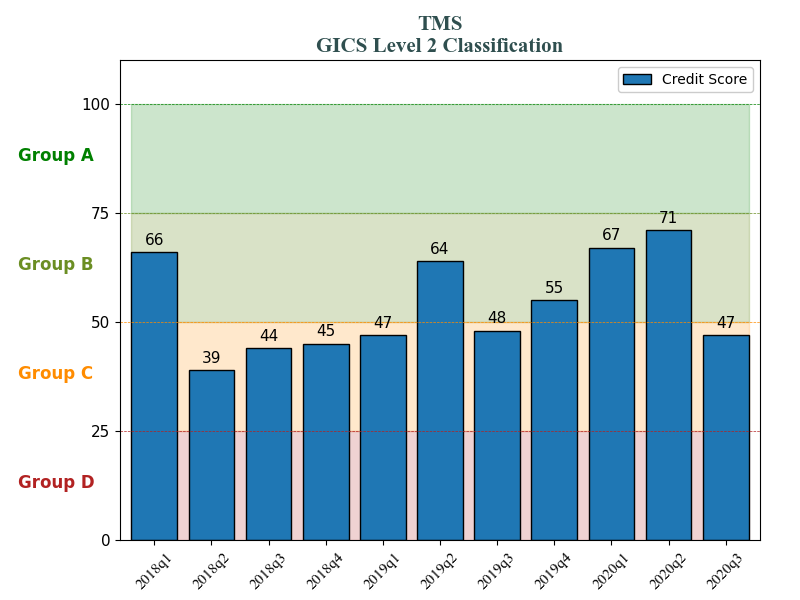 TMS
GICS Level 2 Classification
Credit Score
100
Group A
75
71
67
66
64
Group B
55
50
48
47
47
45
44
39
Group C
25
Group D
0
2018q1 2018q2 2018q3 2018q4 2019q1 2019q2 2019q3 2019q4 2020q1 2020q2 2020q3